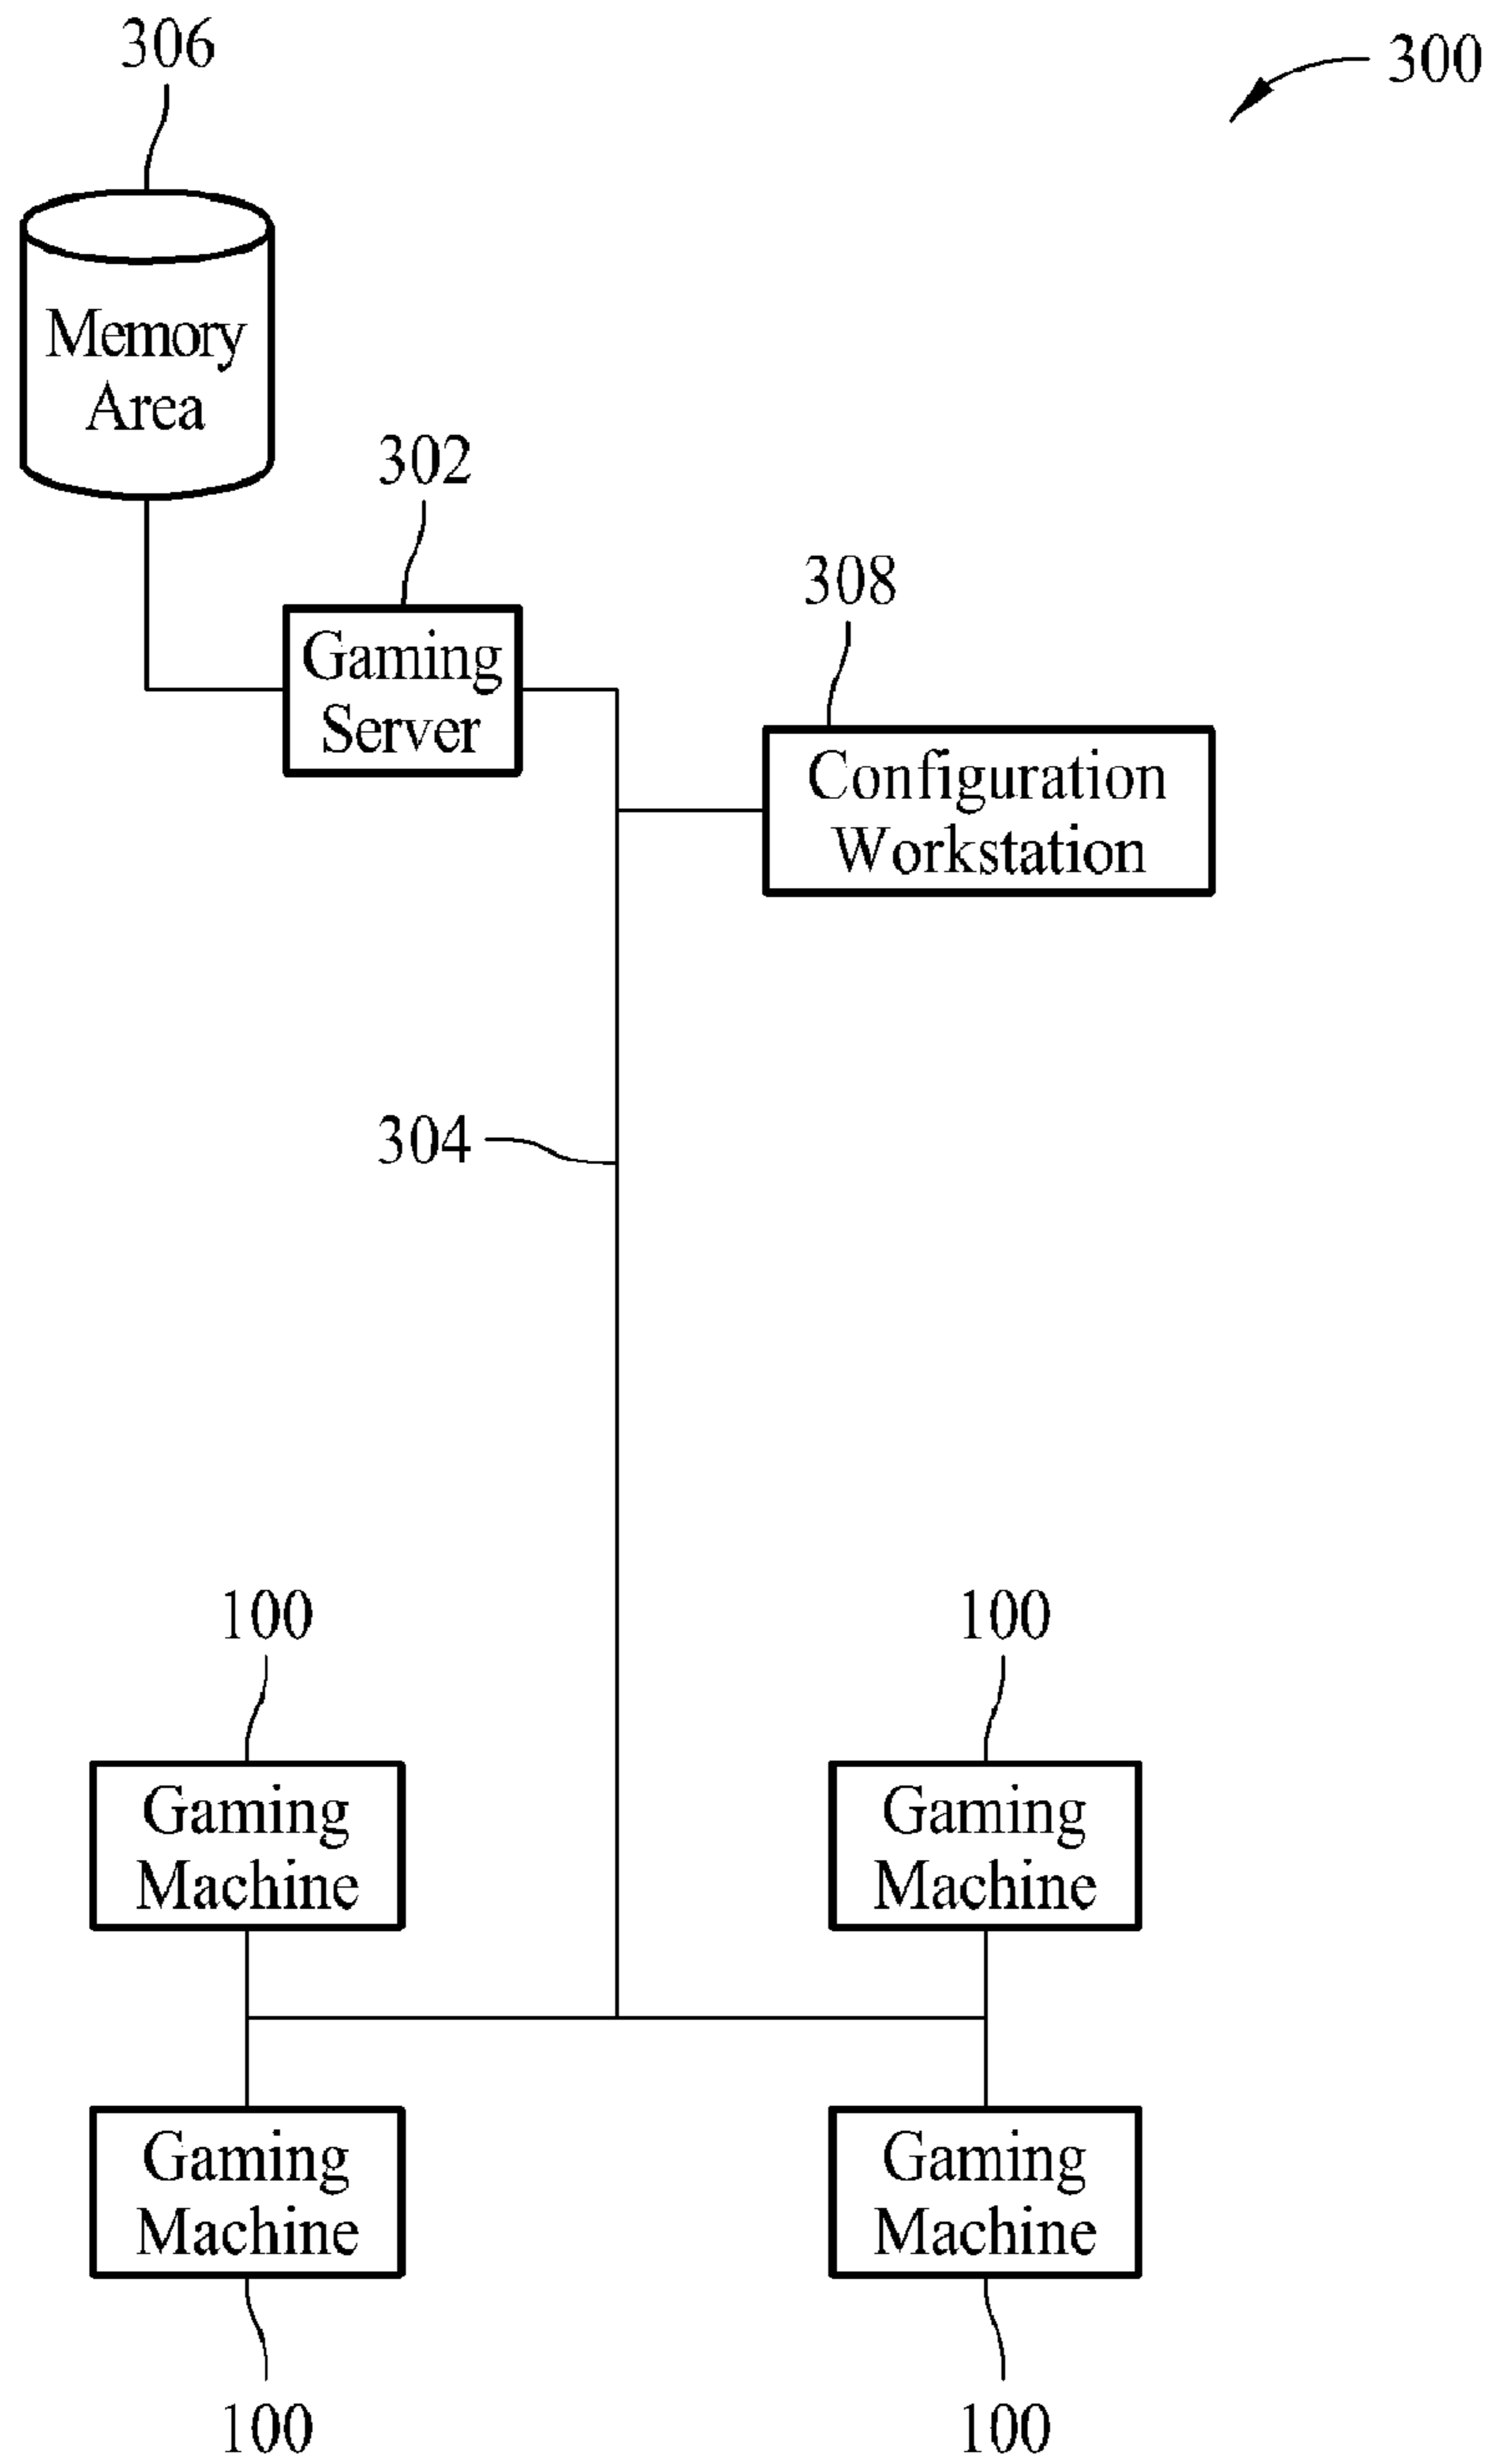 306
300
Memory
Area
302
308
Gaming
Server
Configuration
Workstation
304
100
100
Gaming
Machine
Gaming
Machine
Gaming
Machine
Gaming
Machine
100
100